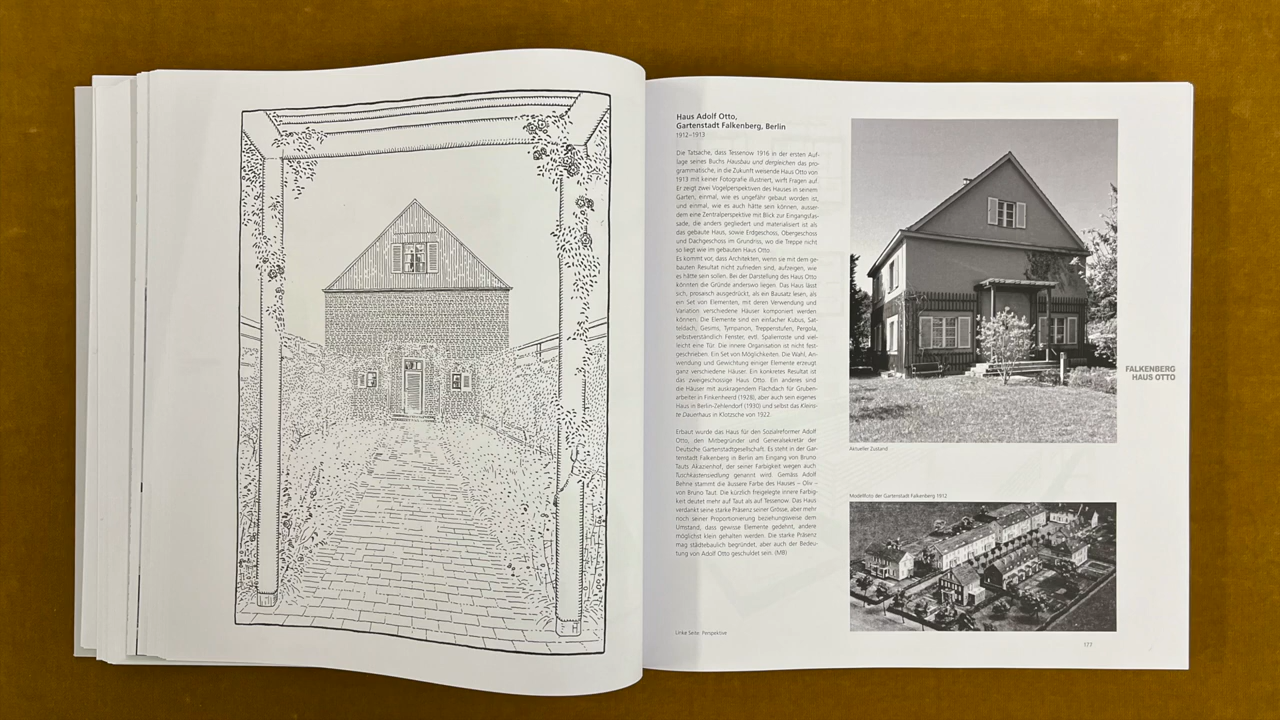 Haus Adolf Otto,
Gartenstadt Falkenberg, Berlin
1912–1913
Die Tatsache, dass Tessenow 1916 in der ersten Auf-
lage seines Buchs Hausbau und dergleichen das pro-
grammatische, in die Zukunft weisende Haus Otto von
1913 mit keiner Fotografie illustriert, wirft Fragen auf.
Er zeigt zwei Vogelperspektiven des Hauses in seinem
Garten, einmal, wie es ungefähr gebaut worden ist,
und einmal, wie es auch hätte sein können, ausser-
dem eine Zentralperspektive mit Blick zur Eingangsfas-
sade, die anders gegliedert und materialisiert ist als
das gebaute Haus, sowie Erdgeschoss, Obergeschoss
und Dachgeschoss im Grundriss, wo die Treppe nicht
so liegt wie im gebauten Haus Otto.
Es kommt vor, dass Architekten, wenn sie mit dem ge-
bauten Resultat nicht zufrieden sind, aufzeigen, wie
es hätte sein sollen. Bei der Darstellung des Haus Otto
könnten die Gründe anderswo liegen. Das Haus lässt
sich, prosaisch ausgedrückt, als ein Bausatz lesen, als
ein Set von Elementen, mit deren Verwendung und
Variation verschiedene Häuser komponiert werden
können. Die Elemente sind ein einfacher Kubus, Sat-
teldach, Gesims, Tympanon, Treppenstufen, Pergola,
selbstverständlich Fenster, evtl. Spalierroste und viel-
leicht eine Tür. Die innere Organisation ist nicht fest-
geschrieben. Ein Set von Möglichkeiten. Die Wahl, An-
wendung und Gewichtung einiger Elemente erzeugt
ganz verschiedene Häuser. Ein konkretes Resultat ist
das zweigeschossige Haus Otto. Ein anderes sind
die Häuser mit auskragendem Flachdach für Gruben-
arbeiter in Finkenheerd (1928), aber auch sein eigenes
Haus in Berlin-Zehlendorf (1930) und selbst das Kleins-
te Dauerhaus in Klotzsche von 1922.
Erbaut wurde das Haus für den Sozialreformer Adolf
Otto, den Mitbegründer und Generalsekretär der
Deutsche Gartenstadtgesellschaft. Es steht in der Gar-
tenstadt Falkenberg in Berlin am Eingang von Bruno
Tauts Akazienhof, der seiner Farbigkeit wegen auch
Tuschkastensiedlung genannt wird. Gemäss Adolf
Behne stammt die äussere Farbe des Hauses – Oliv –
von Bruno Taut. Die kürzlich freigelegte innere Farbig-
keit deutet mehr auf Taut als auf Tessenow. Das Haus
verdankt seine starke Präsenz seiner Grösse, aber mehr
noch seiner Proportionierung beziehungsweise dem
Umstand, dass gewisse Elemente gedehnt, andere
möglichst klein gehalten werden. Die starke Präsenz
mag städtebaulich begründet, aber auch der Bedeu-
tung von Adolf Otto geschuldet sein. (MB)
Linke Seite: Perspektive
Aktueller Zustand
FALKENBERG
HAUS OTTO
Modellfoto der Gartenstadt Falkenberg 1912
177